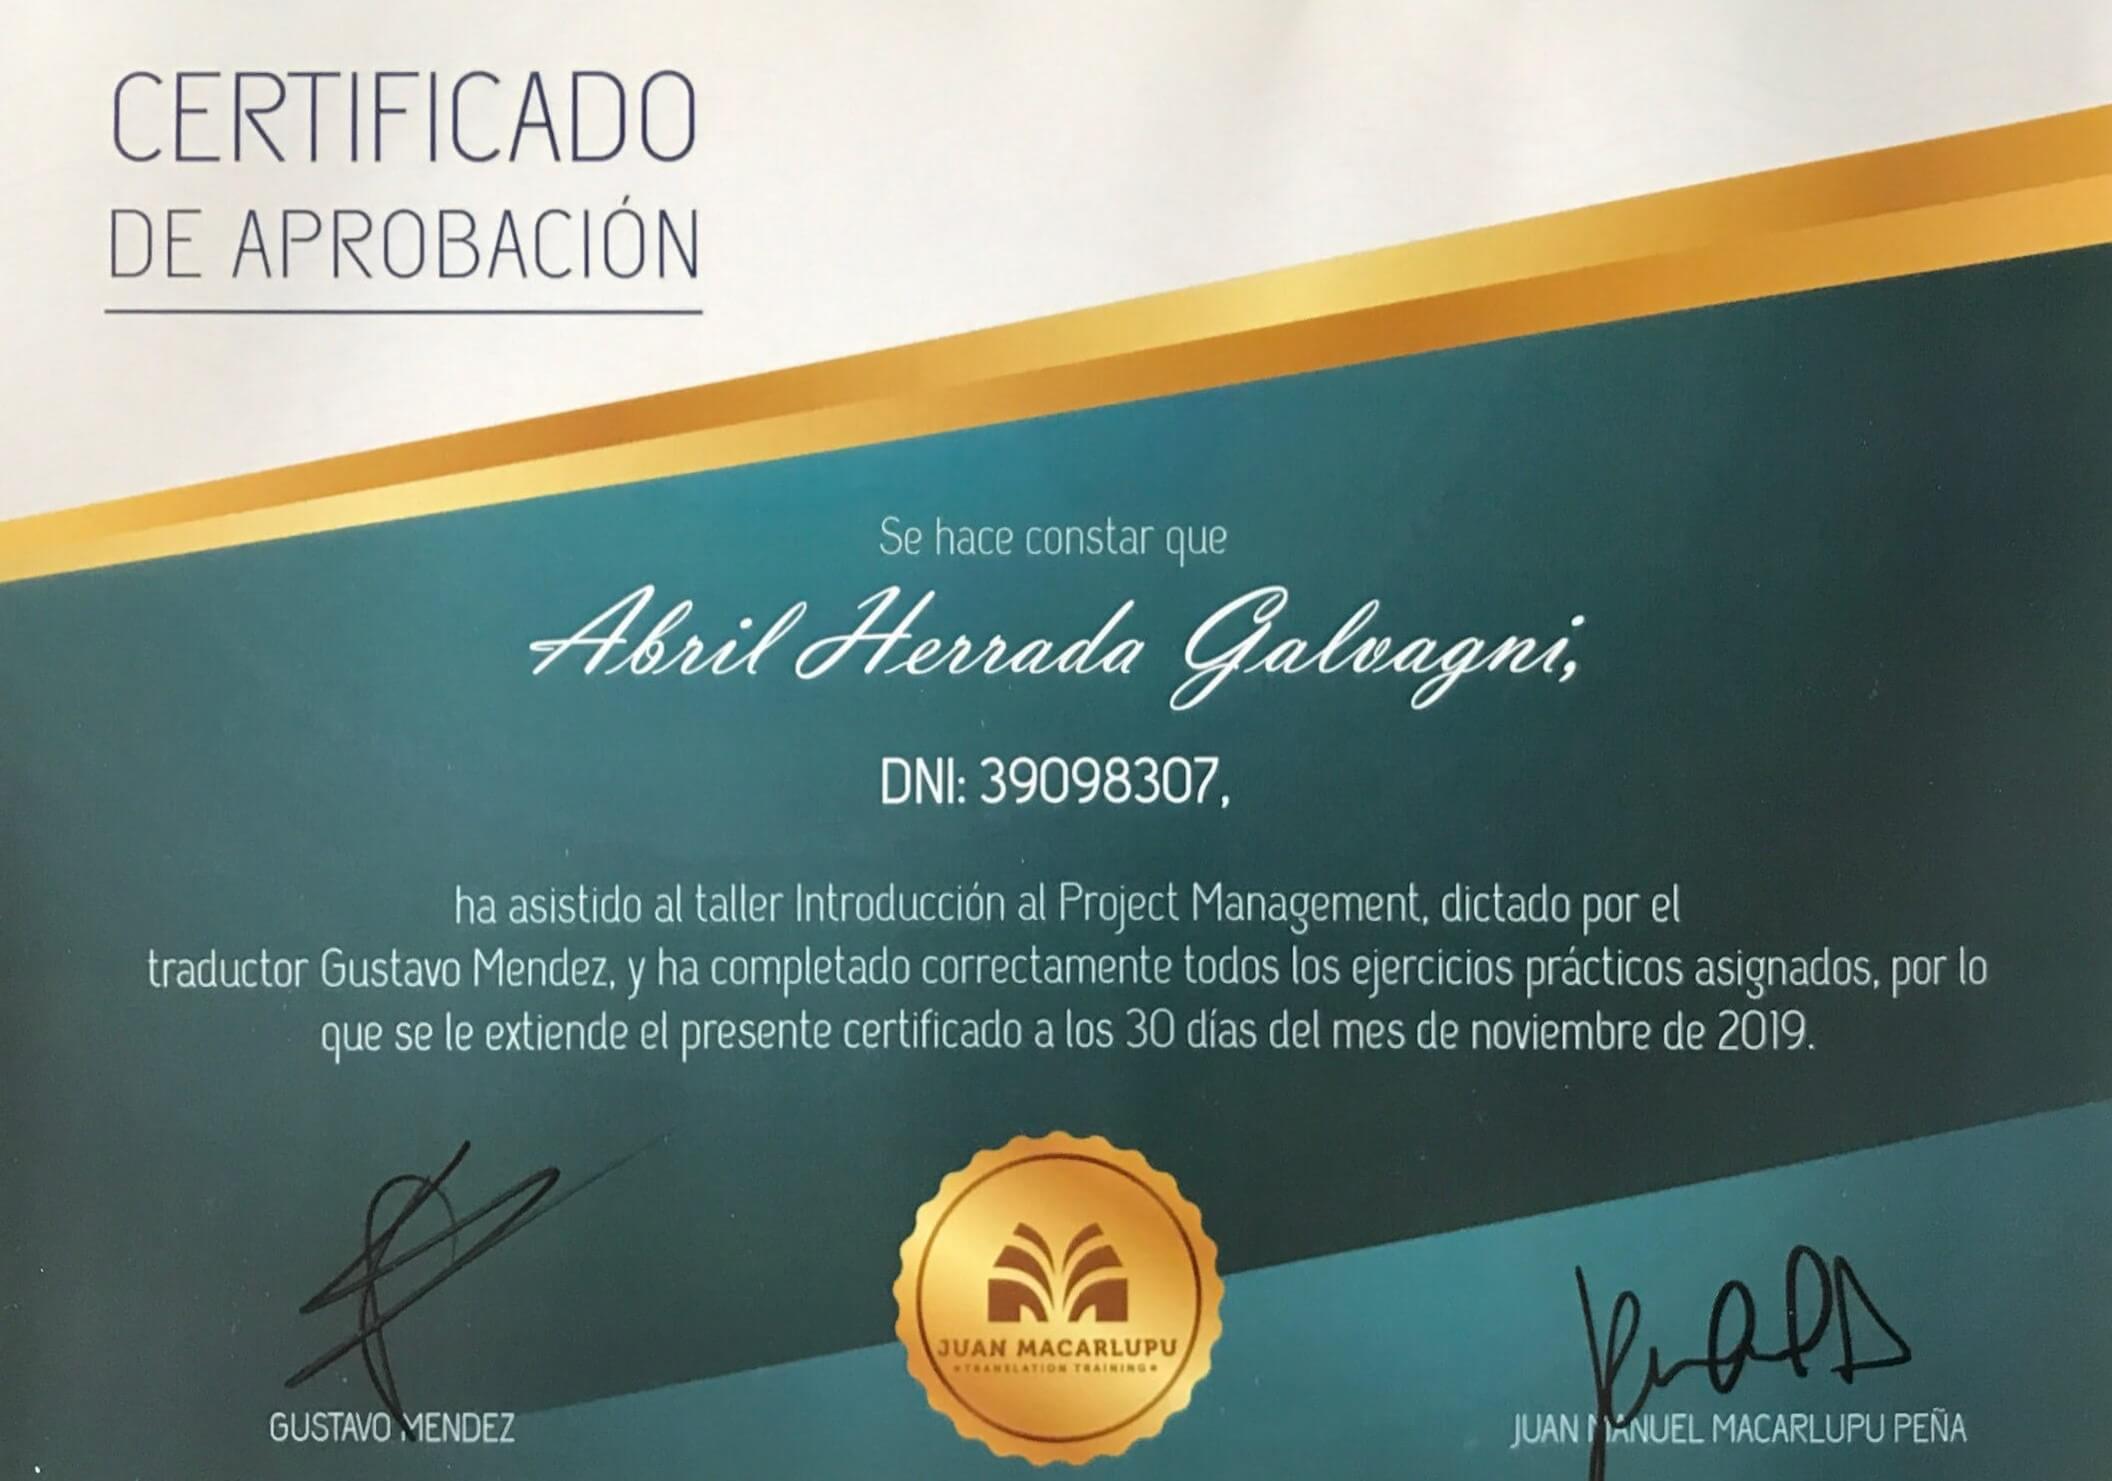 CERTIFICADO
DE APROBACIÓN
Se hace constar que
Abril Herrada Galvagni,
DNI: 39098307,
ha asistido al taller Introducción al Project Management, dictado por el
traductor Gustavo Mendez, y ha completado correctamente todos los ejercicios prácticos asignados, por lo
que se le extiende el presente certificado a los 30 días del mes de noviembre de 2019.
JUAN MACARLUPU
TRANSLATION TRAINING
GUSTAVO MENDEZ
JUAN MANUEL MACARLUPU PEÑA